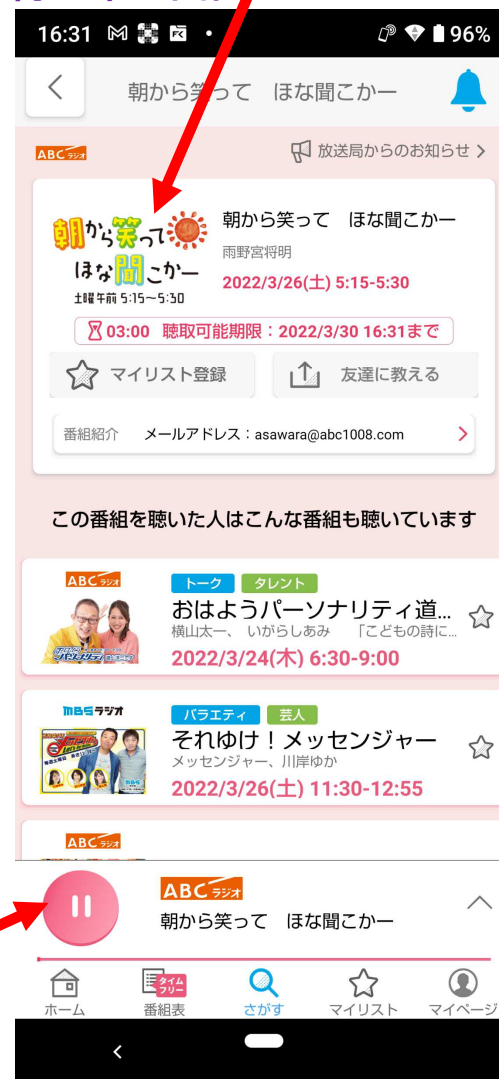 16:31
96%
朝から笑って ほな聞こかー
ABCラジオ
放送局からのお知らせ
朝から笑って
ほな聞こかー
土曜午前 5:15~5:30
朝から笑って ほな聞こかー
雨野宮将明
2022/3/26(土) 5:15-5:30
03:00 聴取可能期限：2022/3/30 16:31まで
マイリスト登録
友達に教える
番組紹介 メールアドレス：asawara@abc1008.com
この番組を聴いた人はこんな番組も聴いています
ABCラジオ
トーク タレント
おはようパーソナリティ道...
横山太一、 いがらしあみ 「こどもの詩に...
2022/3/24(木) 6:30-9:00
MBSラジオ
バラエティ 芸人
それゆけ！メッセンジャー
メッセンジャー、川岸ゆか
2022/3/26(土) 11:30-12:55
ABCラジオ
ABCラジオ
朝から笑って ほな聞こかー
ホーム
タイムフリー
番組表
さがす
マイリスト
マイページ